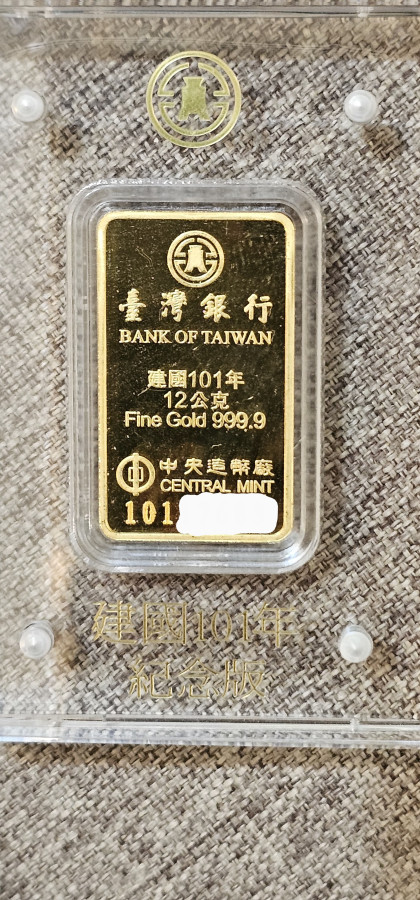 臺灣銀行
BANK OF TAIWAN
建國101年
12公克
Fine Gold 999.9
中央造幣廠
CENTRAL MINT
101
建國101年
紀念版